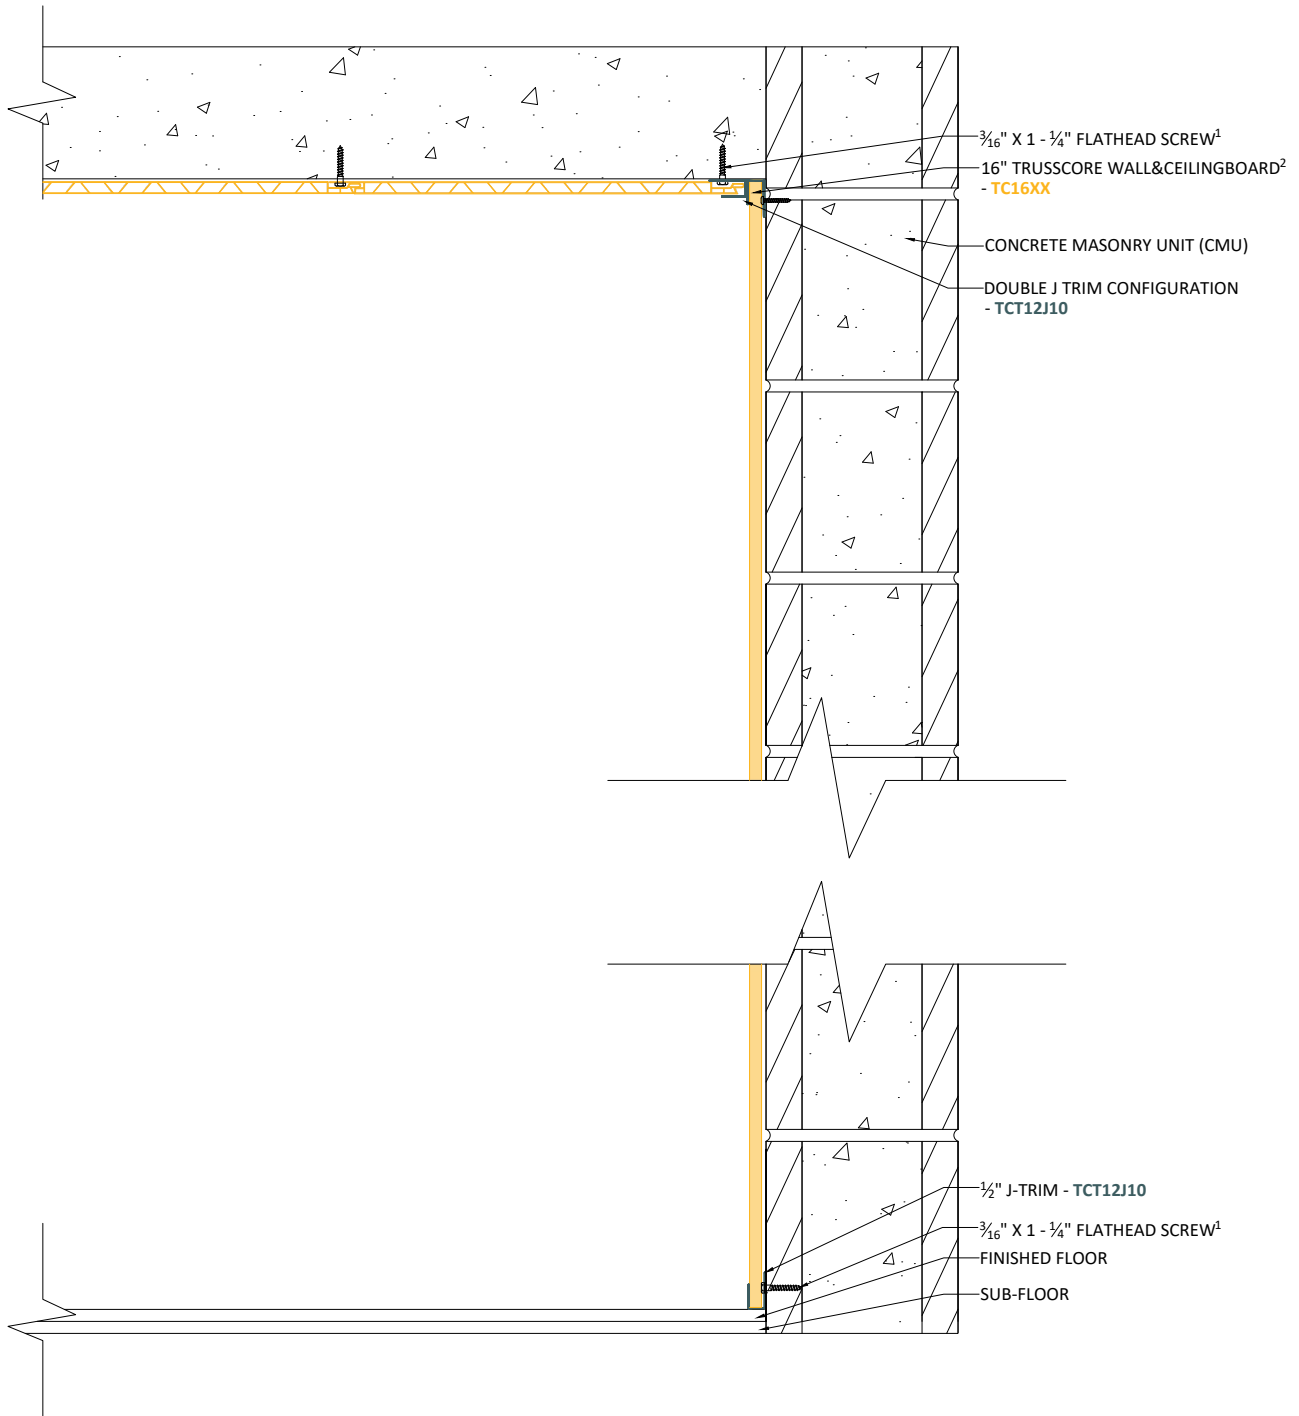 ³⁄₁₆" X 1 - ¼" FLATHEAD SCREW¹
16" TRUSSCORE WALL&CEILINGBOARD²
- TC16XX
CONCRETE MASONRY UNIT (CMU)
DOUBLE J TRIM CONFIGURATION
- TCT12J10
½" J-TRIM - TCT12J10
³⁄₁₆" X 1 - ¼" FLATHEAD SCREW¹
FINISHED FLOOR
SUB-FLOOR